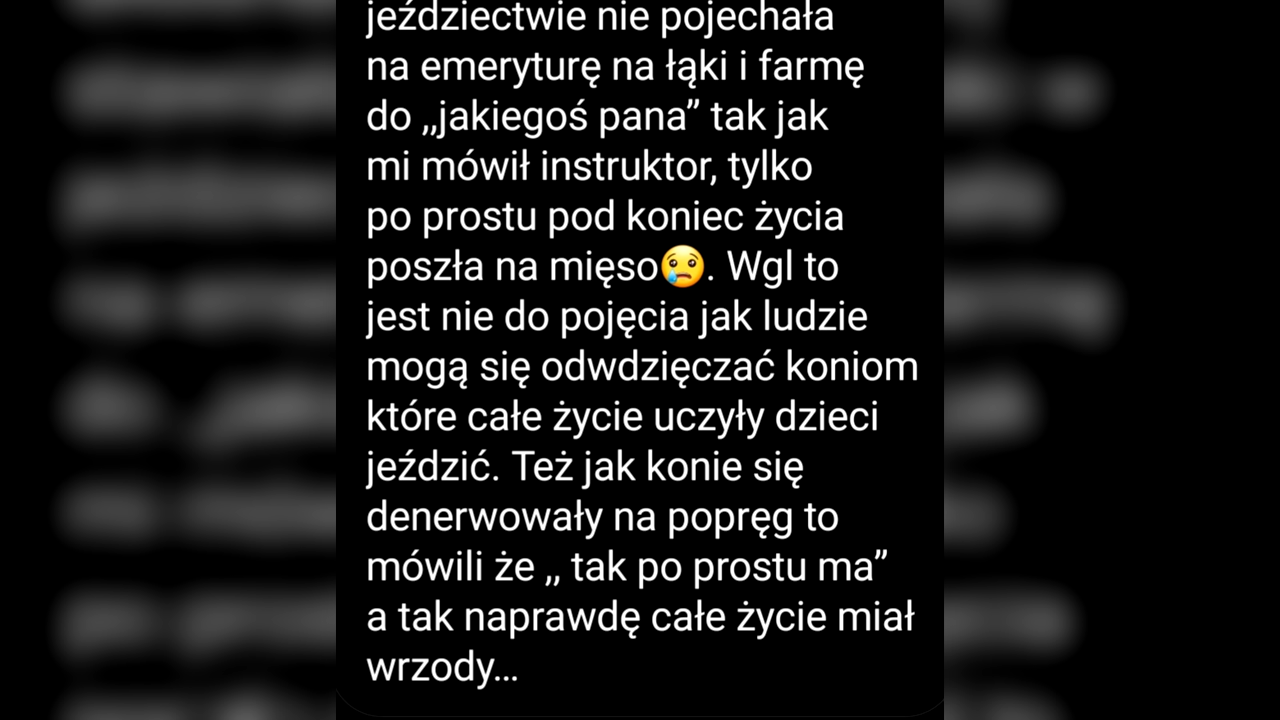 jeździectwie nie pojechała
na emeryturę na łąki i farmę
do ,,jakiegoś pana” tak jak
mi mówił instruktor, tylko
po prostu pod koniec życia
poszła na mięso😢. Wgl to
jest nie do pojęcia jak ludzie
mogą się odwdzięczać koniom
które całe życie uczyły dzieci
jeździć. Też jak konie się
denerwowały na popręg to
mówili że ,, tak po prostu ma”
a tak naprawdę całe życie miał
wrzody...